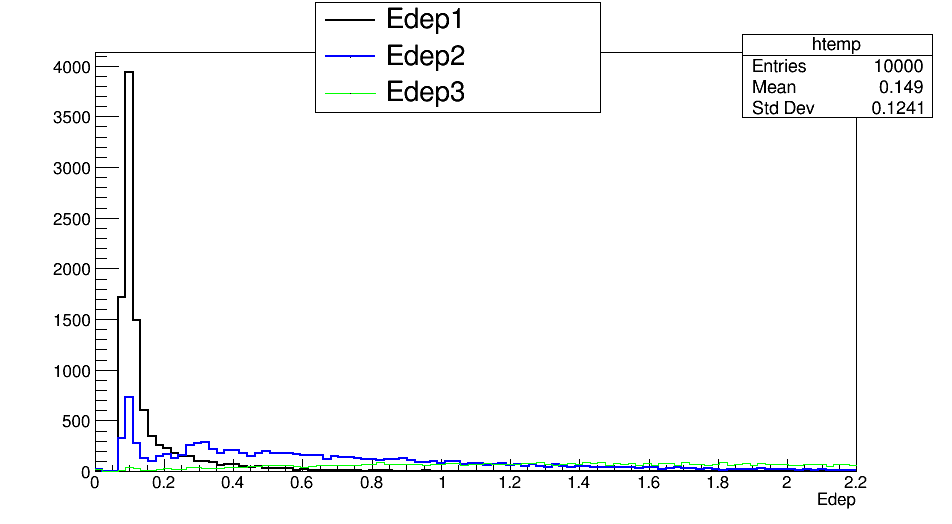 Edep1
Edep2
Edep3
htemp
Entries 10000
Mean 0.149
Std Dev 0.1241
4000
3500
3000
2500
2000
1500
1000
500
0
0 0.2 0.4 0.6 0.8 1 1.2 1.4 1.6 1.8 2 2.2
Edep